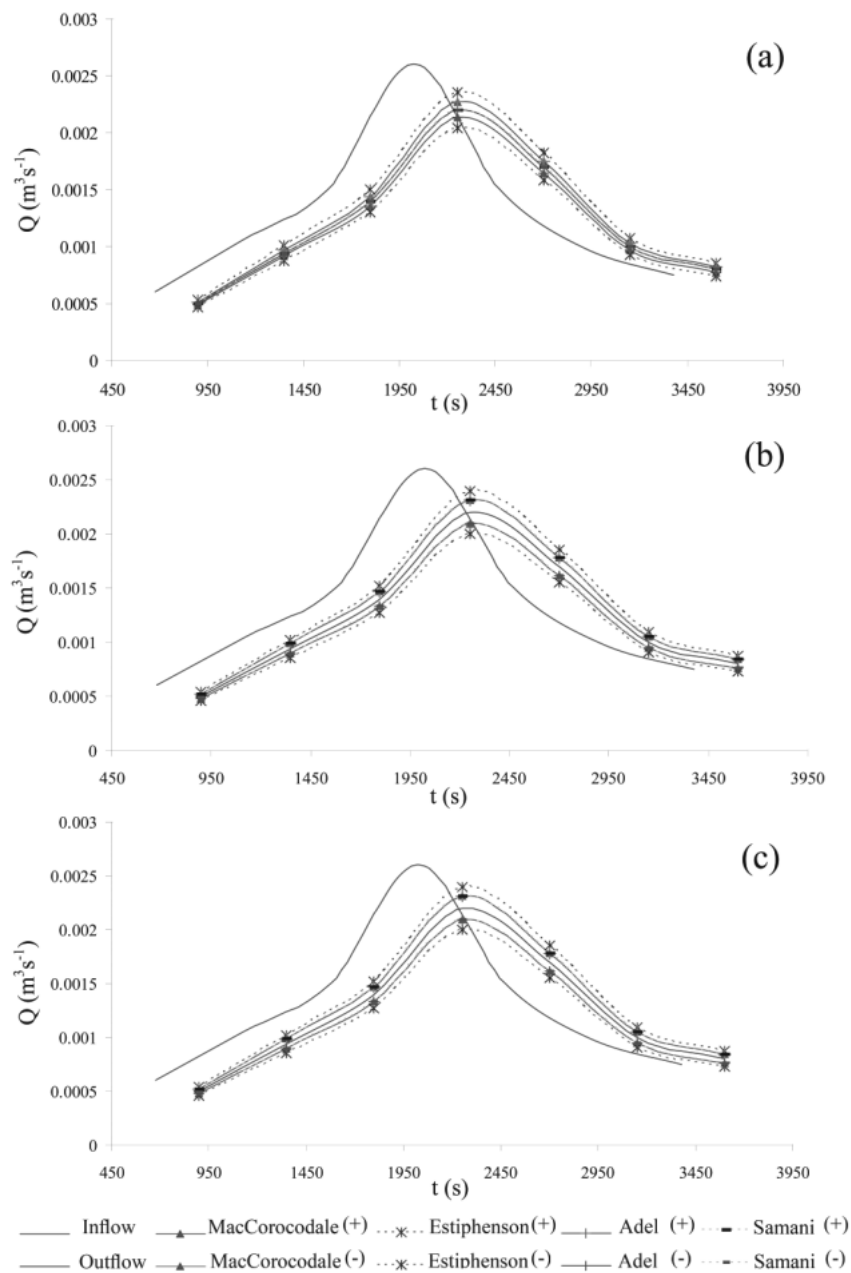 0.003
(a)
0.0025
0.002
Q (m³s⁻¹)
0.0015
0.001
0.0005
0
450 950 1450 1950 2450 2950 3450 3950
t (s)
0.003
(b)
0.0025
0.002
Q (m³s⁻¹)
0.0015
0.001
0.0005
0
450 950 1450 1950 2450 2950 3450 3950
t (s)
0.003
(c)
0.0025
0.002
Q (m³s⁻¹)
0.0015
0.001
0.0005
0
450 950 1450 1950 2450 2950 3450 3950
t (s)
Inflow MacCorocodale (+) Estiphenson (+) Adel (+) Samani (+)
Outflow MacCorocodale (-) Estiphenson (-) Adel (-) Samani (-)